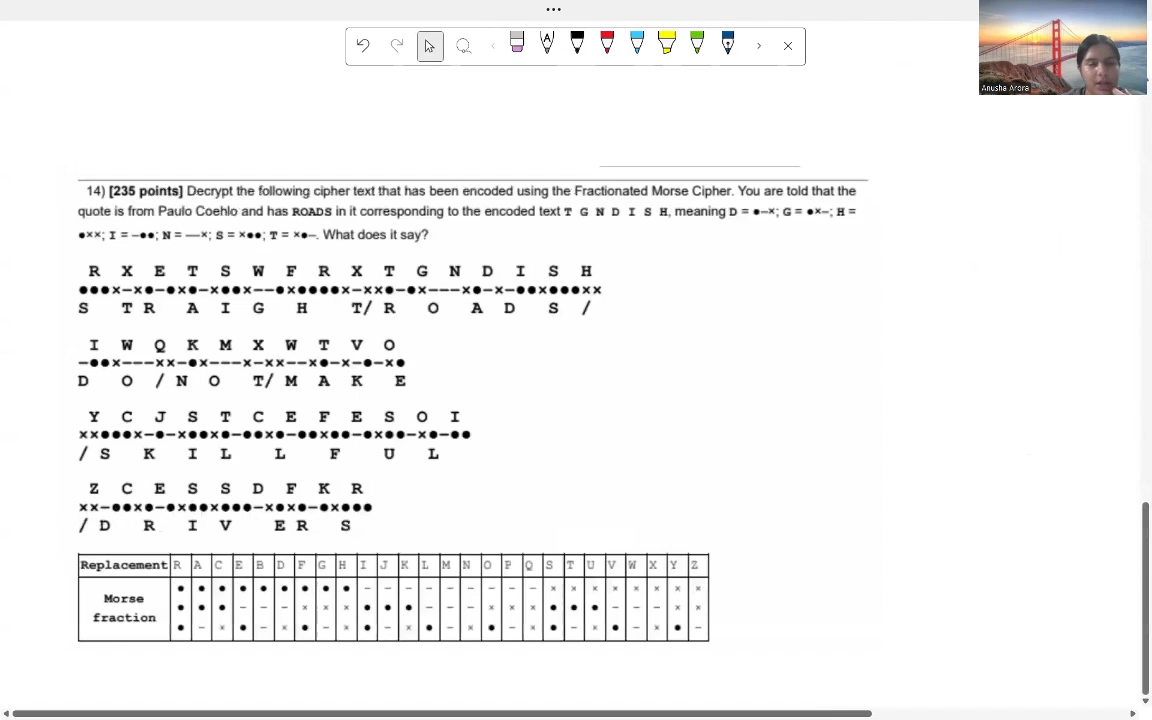 •••
A
Anusha Arora
14) [235 points] Decrypt the following cipher text that has been encoded using the Fractionated Morse Cipher. You are told that the
quote is from Paulo Coehlo and has ROADS in it corresponding to the encoded text T G N D I S H, meaning D = ●–×; G = ●×–; H =
●××; I = –●●; N = ––×; S = ×●●; T = ×●–. What does it say?
R X E T S W F R X T G N D I S H
●●●×–×●–●×●–×●●×––●×●●●●×–××●–●×–––×●–×–●●×●●●××
S T R A I G H T/ R O A D S /
I W Q K M X W T V O
–●●×–––××–●×–––×–××––×●–×–●–×●
D O / N O T/ M A K E
Y C J S T C E F E S O I
××●●●×–●–×●●×●–●●×●–●●×●●–●×●●–×●–●●
/ S K I L L F U L
Z C E S S D F K R
××–●●×●–●×●●×●●●–×●×●–●×●●●
/ D R I V E R S
Replacement R A C E B D F G H I J K L M N O P Q S T U V W X Y Z
Morse fraction ● ● ● ● ● ● ● ● ● – – – – – – – – – × × × × × × × ×
● ● ● – – – × × × ● ● ● – – – × × × ● ● ● – – – × ×
● – × ● – × ● – × ● – × ● – × ● – × ● – × ● – × ● –